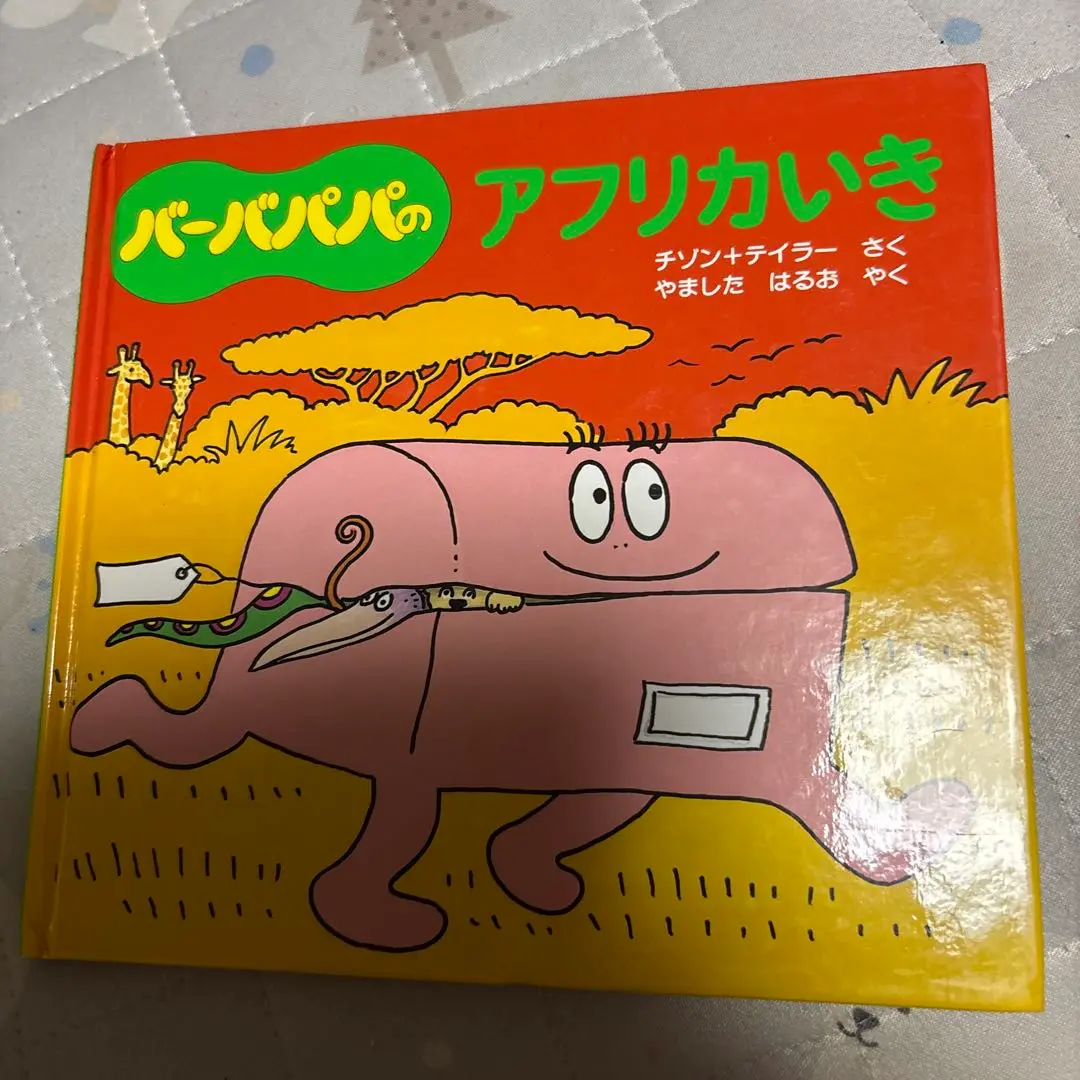 バーバパパの
アフリカいき
チゾン+テイラー さく
やました はるお やく